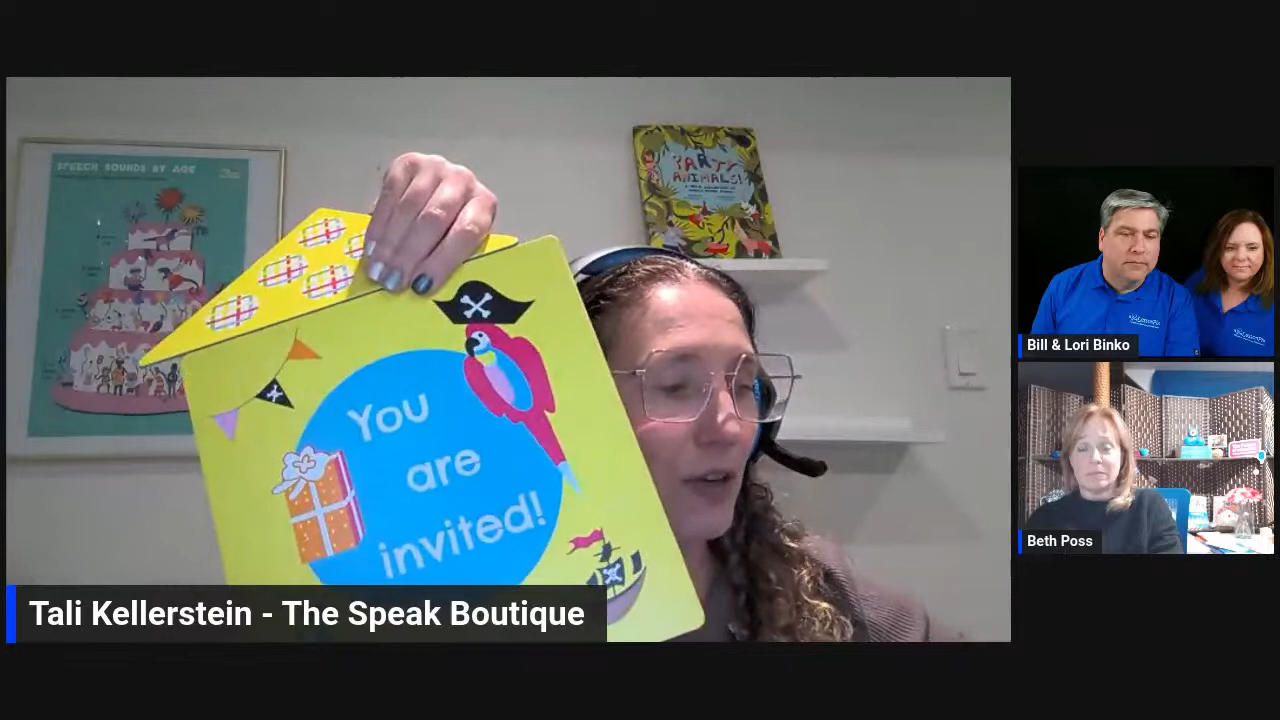 SPEECH SOUNDS BY AGE
PARTY
ANIMALS!
You
are
invited!
Tali Kellerstein - The Speak Boutique
Bill & Lori Binko
Beth Poss